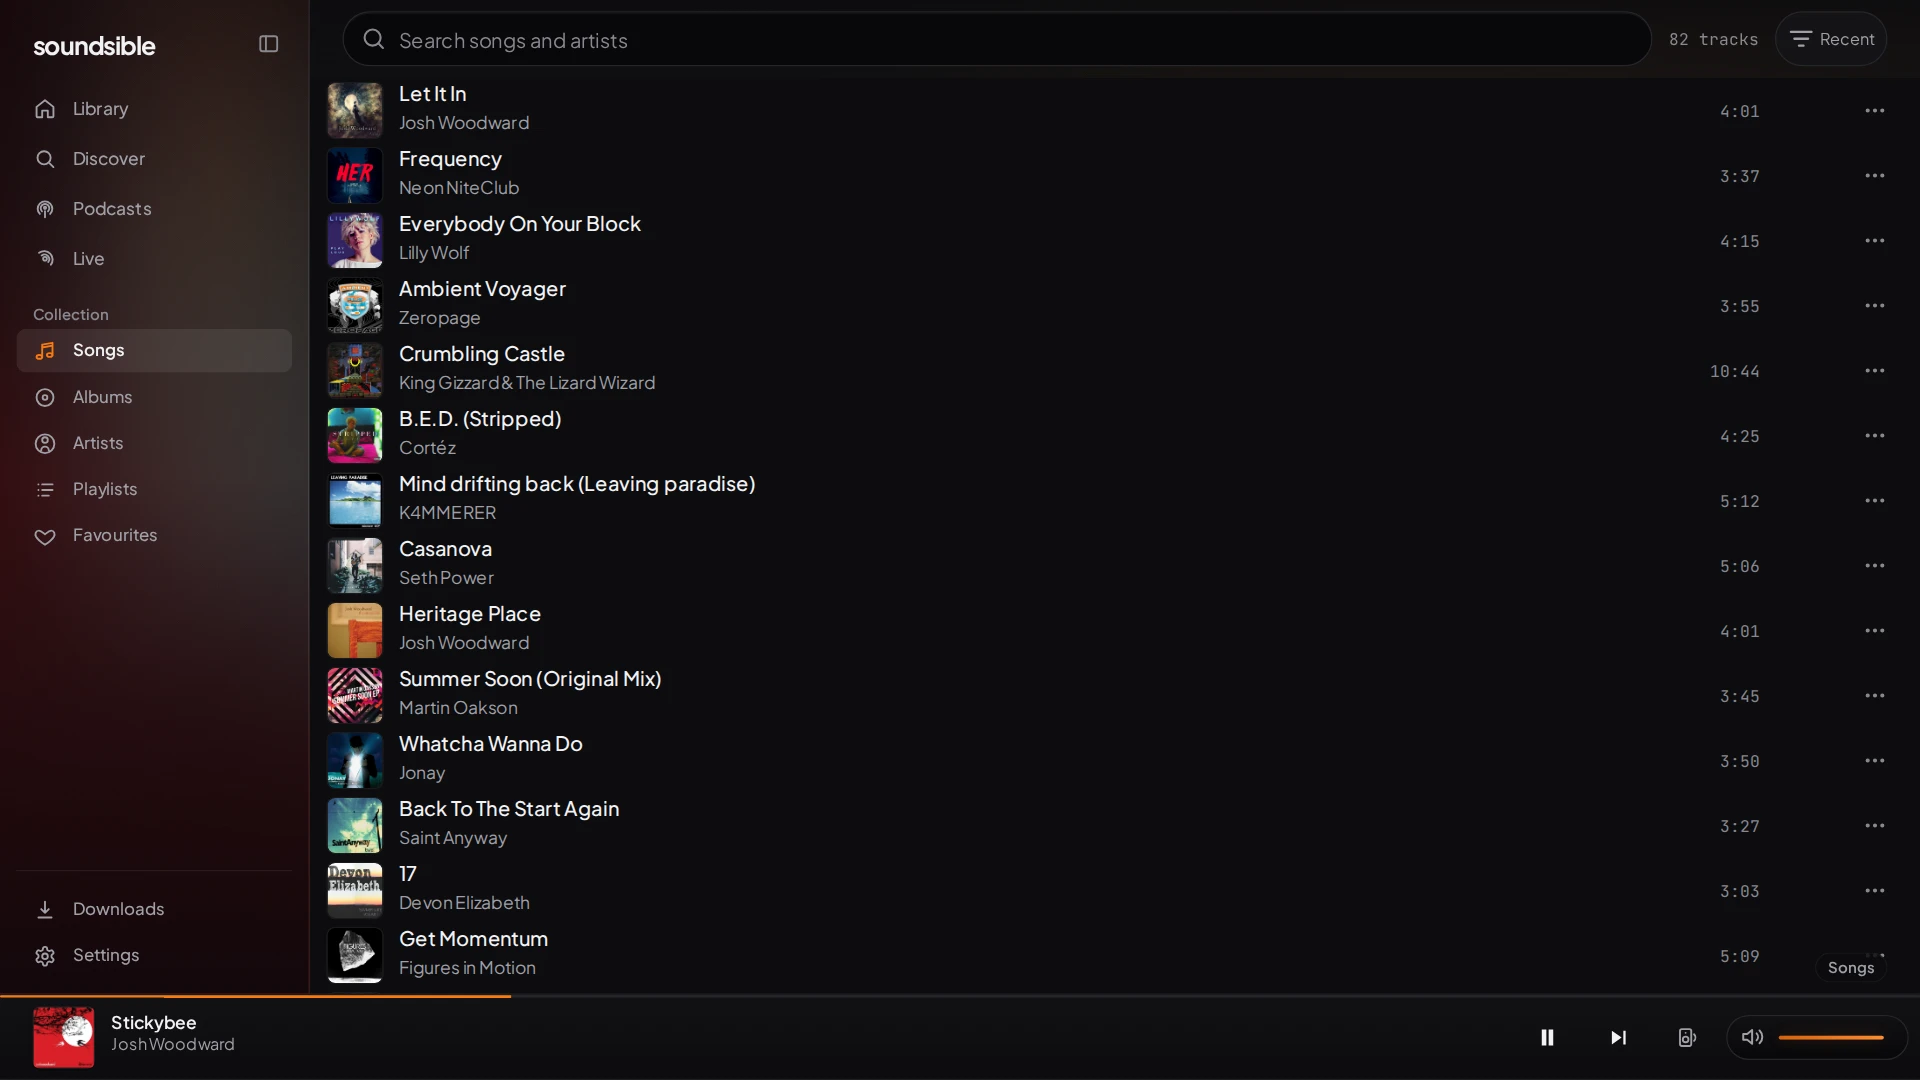 soundsible
Library
Discover
Podcasts
Live
Collection
Songs
Albums
Artists
Playlists
Favourites
Downloads
Settings
Search songs and artists
82 tracks
Recent
Let It In
Josh Woodward
4:01
HER
Frequency
Neon NiteClub
3:37
Everybody On Your Block
Lilly Wolf
4:15
Ambient Voyager
Zeropage
3:55
Crumbling Castle
King Gizzard & The Lizard Wizard
10:44
STRIPPED
B.E.D. (Stripped)
Cortéz
4:25
LEAVING PARADISE
Mind drifting back (Leaving paradise)
K4MMERER
5:12
Casanova
Seth Power
5:06
Heritage Place
Josh Woodward
4:01
Summer Soon (Original Mix)
Martin Oakson
3:45
Whatcha Wanna Do
Jonay
3:50
SaintAnyway
Back To The Start Again
Saint Anyway
3:27
Devon
Elizabeth
17
Devon Elizabeth
3:03
Get Momentum
Figures in Motion
5:09
Songs
Stickybee
Josh Woodward